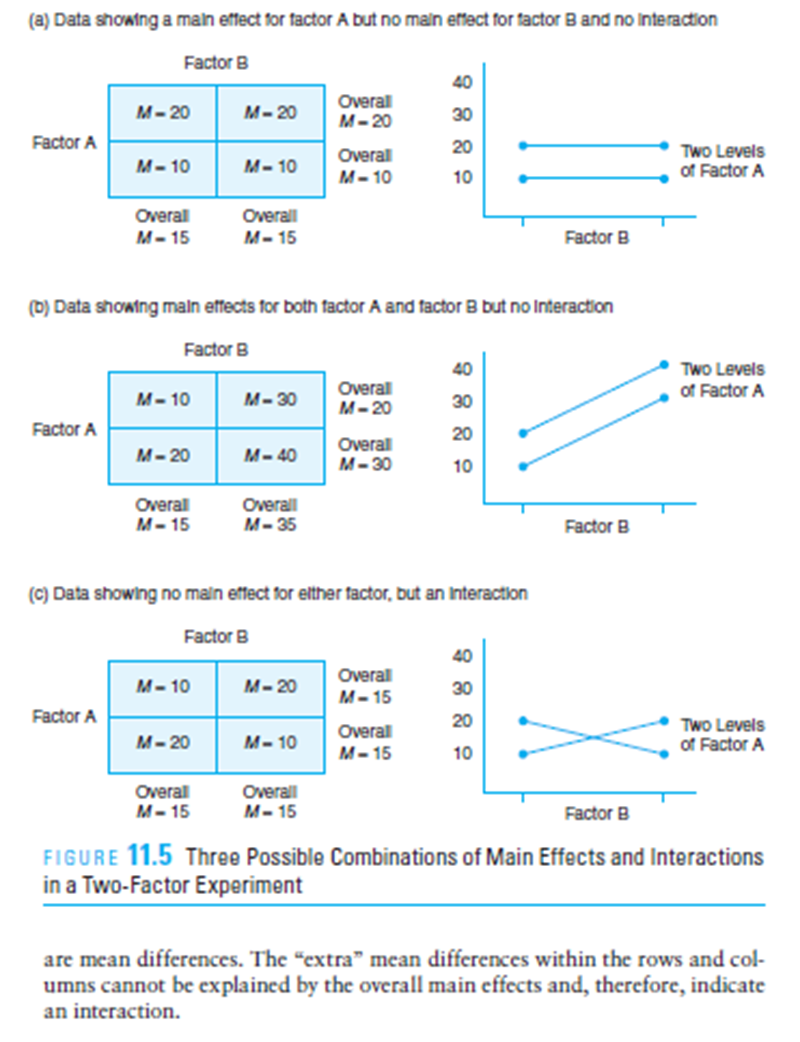 (a) Data showing a main effect for factor A but no main effect for factor B and no interaction
Factor B
Factor A
M = 20 M = 20 Overall M = 20
M = 10 M = 10 Overall M = 10
Overall M = 15 Overall M = 15
40
30
20
10
Two Levels
of Factor A
Factor B
(b) Data showing main effects for both factor A and factor B but no interaction
Factor B
Factor A
M = 10 M = 30 Overall M = 20
M = 20 M = 40 Overall M = 30
Overall M = 15 Overall M = 35
40
30
20
10
Two Levels
of Factor A
Factor B
(c) Data showing no main effect for either factor, but an interaction
Factor B
Factor A
M = 10 M = 20 Overall M = 15
M = 20 M = 10 Overall M = 15
Overall M = 15 Overall M = 15
40
30
20
10
Two Levels
of Factor A
Factor B
FIGURE 11.5 Three Possible Combinations of Main Effects and Interactions
in a Two-Factor Experiment
are mean differences. The “extra” mean differences within the rows and col-
umns cannot be explained by the overall main effects and, therefore, indicate
an interaction.